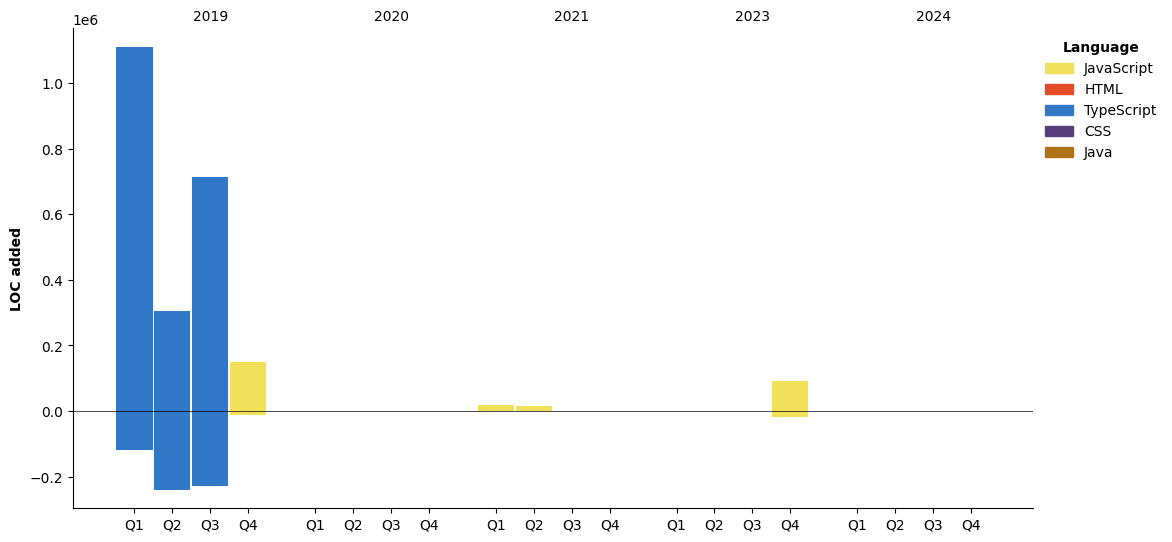 2019 2020 2021 2023 2024
1e6
Language
JavaScript
HTML
TypeScript
CSS
Java
LOC added
1.0
0.8
0.6
0.4
0.2
0.0
−0.2
Q1 Q2 Q3 Q4 Q1 Q2 Q3 Q4 Q1 Q2 Q3 Q4 Q1 Q2 Q3 Q4 Q1 Q2 Q3 Q4